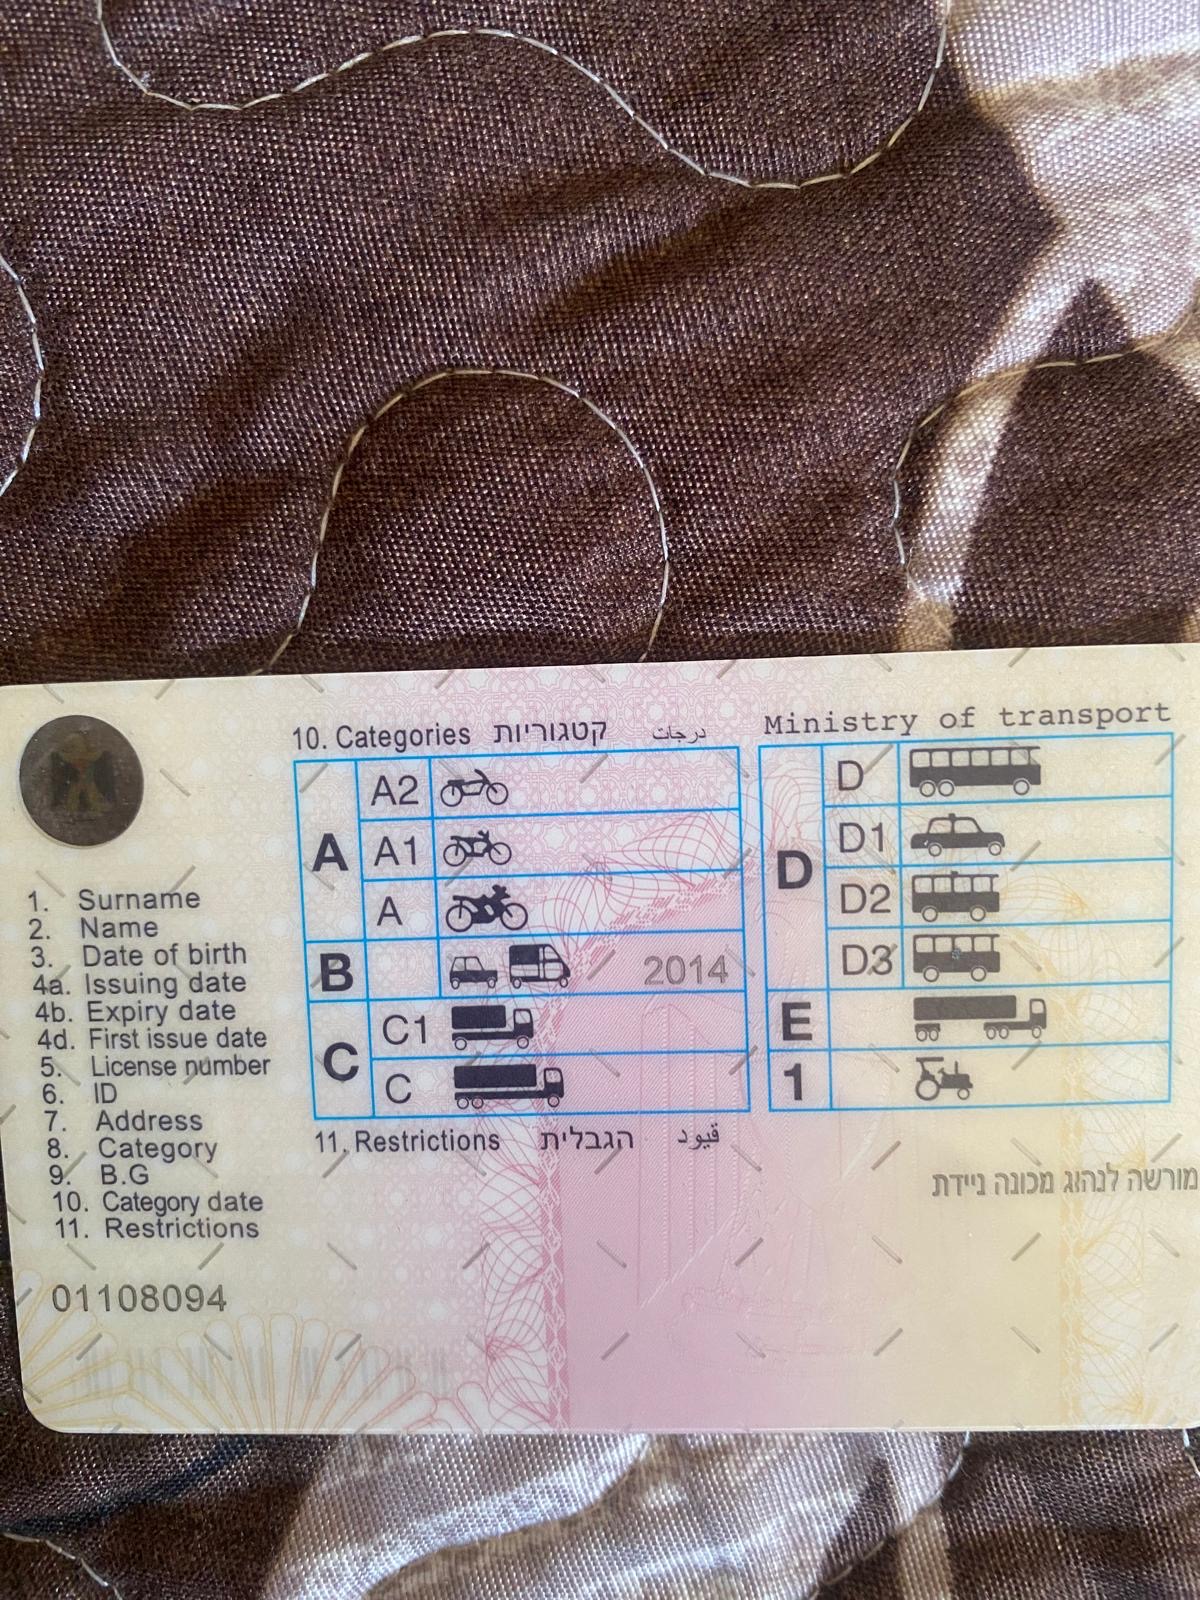 10. Categories קטגוריות درجات
Ministry of transport
A
A2
A1
A
B 2014
C
C1
C
D
D
D1
D2
D3
E
1
1. Surname
2. Name
3. Date of birth
4a. Issuing date
4b. Expiry date
4d. First issue date
5. License number
6. ID
7. Address
8. Category
9. B.G
10. Category date
11. Restrictions
11. Restrictions הגבלית قيود
מורשה לנהוג מכונה ניידת
01108094